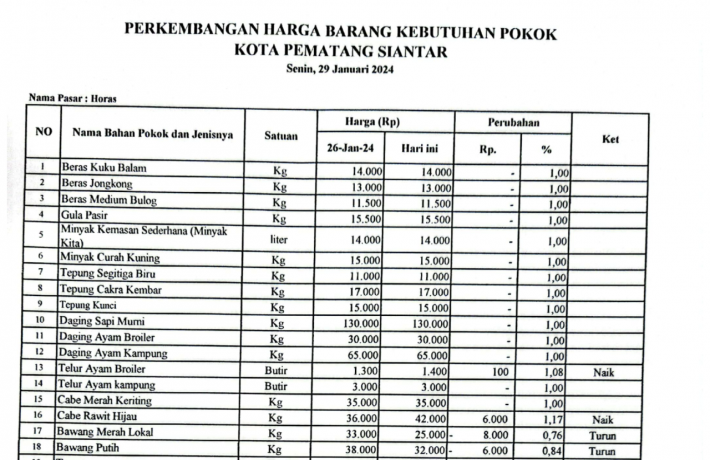 PERKEMBANGAN HARGA BARANG KEBUTUHAN POKOK
KOTA PEMATANG SIANTAR
Senin, 29 Januari 2024
Nama Pasar : Horas
NO Nama Bahan Pokok dan Jenisnya Satuan Harga (Rp) Perubahan Ket
26-Jan-24 Hari ini Rp. %
1 Beras Kuku Balam Kg 14.000 14.000 - 1,00
2 Beras Jongkong Kg 13.000 13.000 - 1,00
3 Beras Medium Bulog Kg 11.500 11.500 - 1,00
4 Gula Pasir Kg 15.500 15.500 - 1,00
5 Minyak Kemasan Sederhana (Minyak
Kita) liter 14.000 14.000 - 1,00
6 Minyak Curah Kuning Kg 15.000 15.000 - 1,00
7 Tepung Segitiga Biru Kg 11.000 11.000 - 1,00
8 Tepung Cakra Kembar Kg 17.000 17.000 - 1,00
9 Tepung Kunci Kg 15.000 15.000 - 1,00
10 Daging Sapi Murni Kg 130.000 130.000 - 1,00
11 Daging Ayam Broiler Kg 30.000 30.000 - 1,00
12 Daging Ayam Kampung Kg 65.000 65.000 - 1,00
13 Telur Ayam Broiler Butir 1.300 1.400 100 1,08 Naik
14 Telur Ayam kampung Butir 3.000 3.000 - 1,00
15 Cabe Merah Keriting Kg 35.000 35.000 - 1,00
16 Cabe Rawit Hijau Kg 36.000 42.000 6.000 1,17 Naik
17 Bawang Merah Lokal Kg 33.000 25.000 - 8.000 0,76 Turun
18 Bawang Putih Kg 38.000 32.000 - 6.000 0,84 Turun